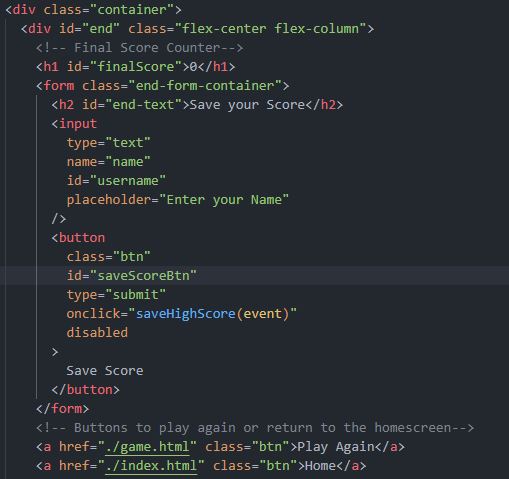 <div class="container">
<div id="end" class="flex-center flex-column">
<!-- Final Score Counter-->
<h1 id="finalScore">0</h1>
<form class="end-form-container">
<h2 id="end-text">Save your Score</h2>
<input
type="text"
name="name"
id="username"
placeholder="Enter your Name"
/>
<button
class="btn"
id="saveScoreBtn"
type="submit"
onclick="saveHighScore(event)"
disabled
>
Save Score
</button>
</form>
<!-- Buttons to play again or return to the homescreen-->
<a href="./game.html" class="btn">Play Again</a>
<a href="./index.html" class="btn">Home</a>